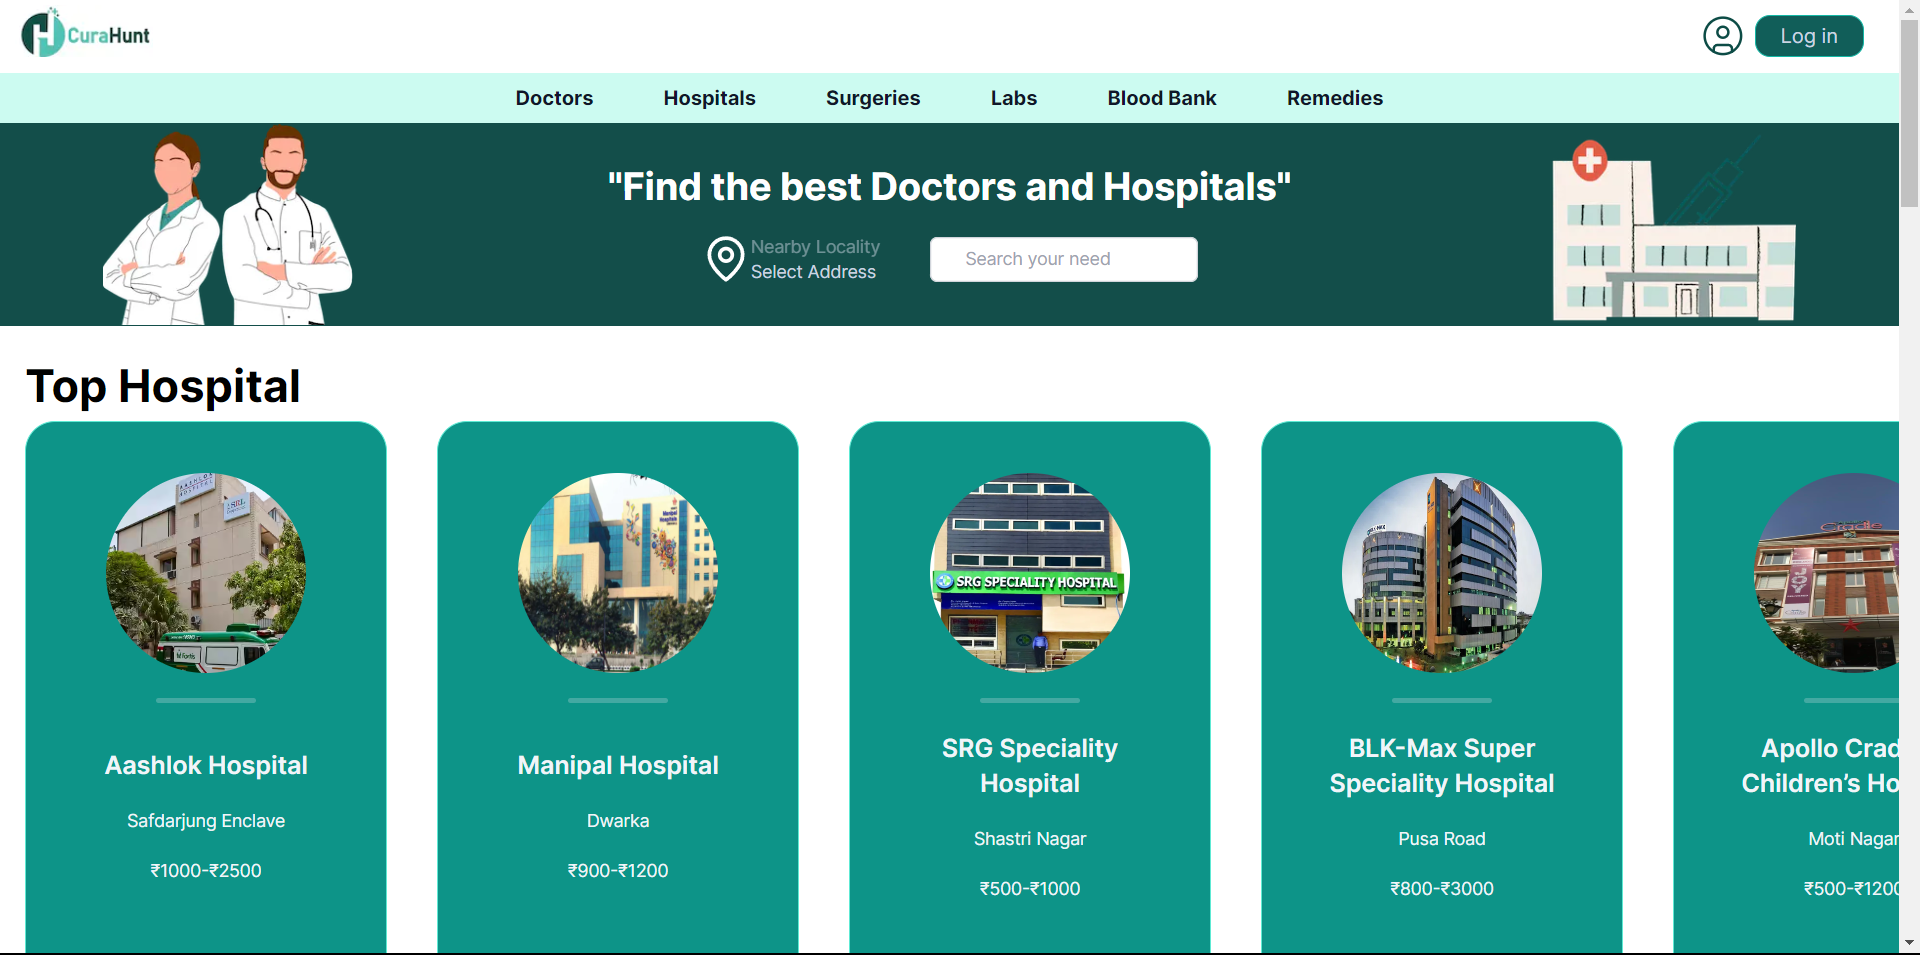 CuraHunt
Log in
Doctors
Hospitals
Surgeries
Labs
Blood Bank
Remedies
"Find the best Doctors and Hospitals"
Nearby Locality
Select Address
Search your need
Top Hospital
SRG SPECIALITY HOSPITAL
Cradle
JOY
Aashlok Hospital
Safdarjung Enclave
₹1000-₹2500
Manipal Hospital
Dwarka
₹900-₹1200
SRG Speciality
Hospital
Shastri Nagar
₹500-₹1000
BLK-Max Super
Speciality Hospital
Pusa Road
₹800-₹3000
Apollo Crad
Children’s Ho
Moti Nagar
₹500-₹1200